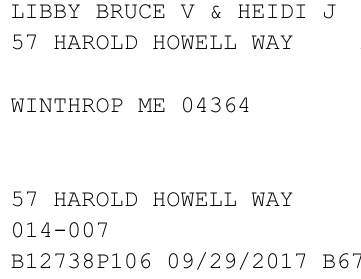 LIBBY BRUCE V & HEIDI J
57 HAROLD HOWELL WAY
WINTHROP ME 04364
57 HAROLD HOWELL WAY
014-007
B12738P106 09/29/2017 B67